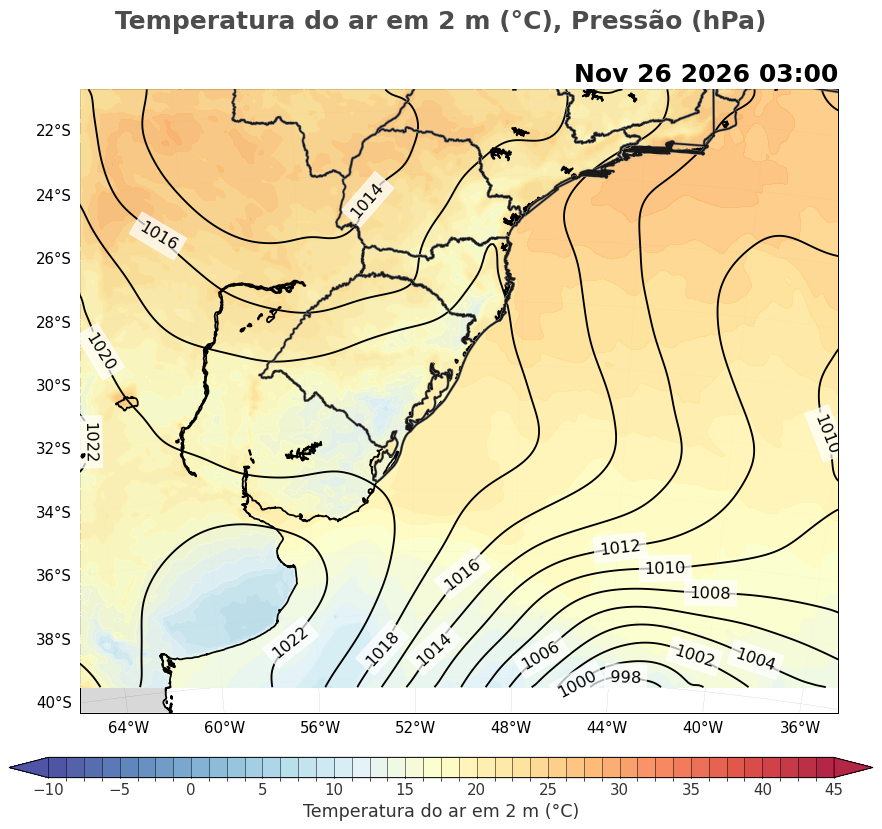 Temperatura do ar em 2 m (°C), Pressão (hPa)
Nov 26 2026 03:00
22°S
24°S
26°S
28°S
30°S
32°S
34°S
36°S
38°S
40°S
1014
1016
1020
1022
1010
1012
1010
1016
1008
1022
1018
1014
1006
1002
1004
1000
998
64°W 60°W 56°W 52°W 48°W 44°W 40°W 36°W
−10 −5 0 5 10 15 20 25 30 35 40 45
Temperatura do ar em 2 m (°C)